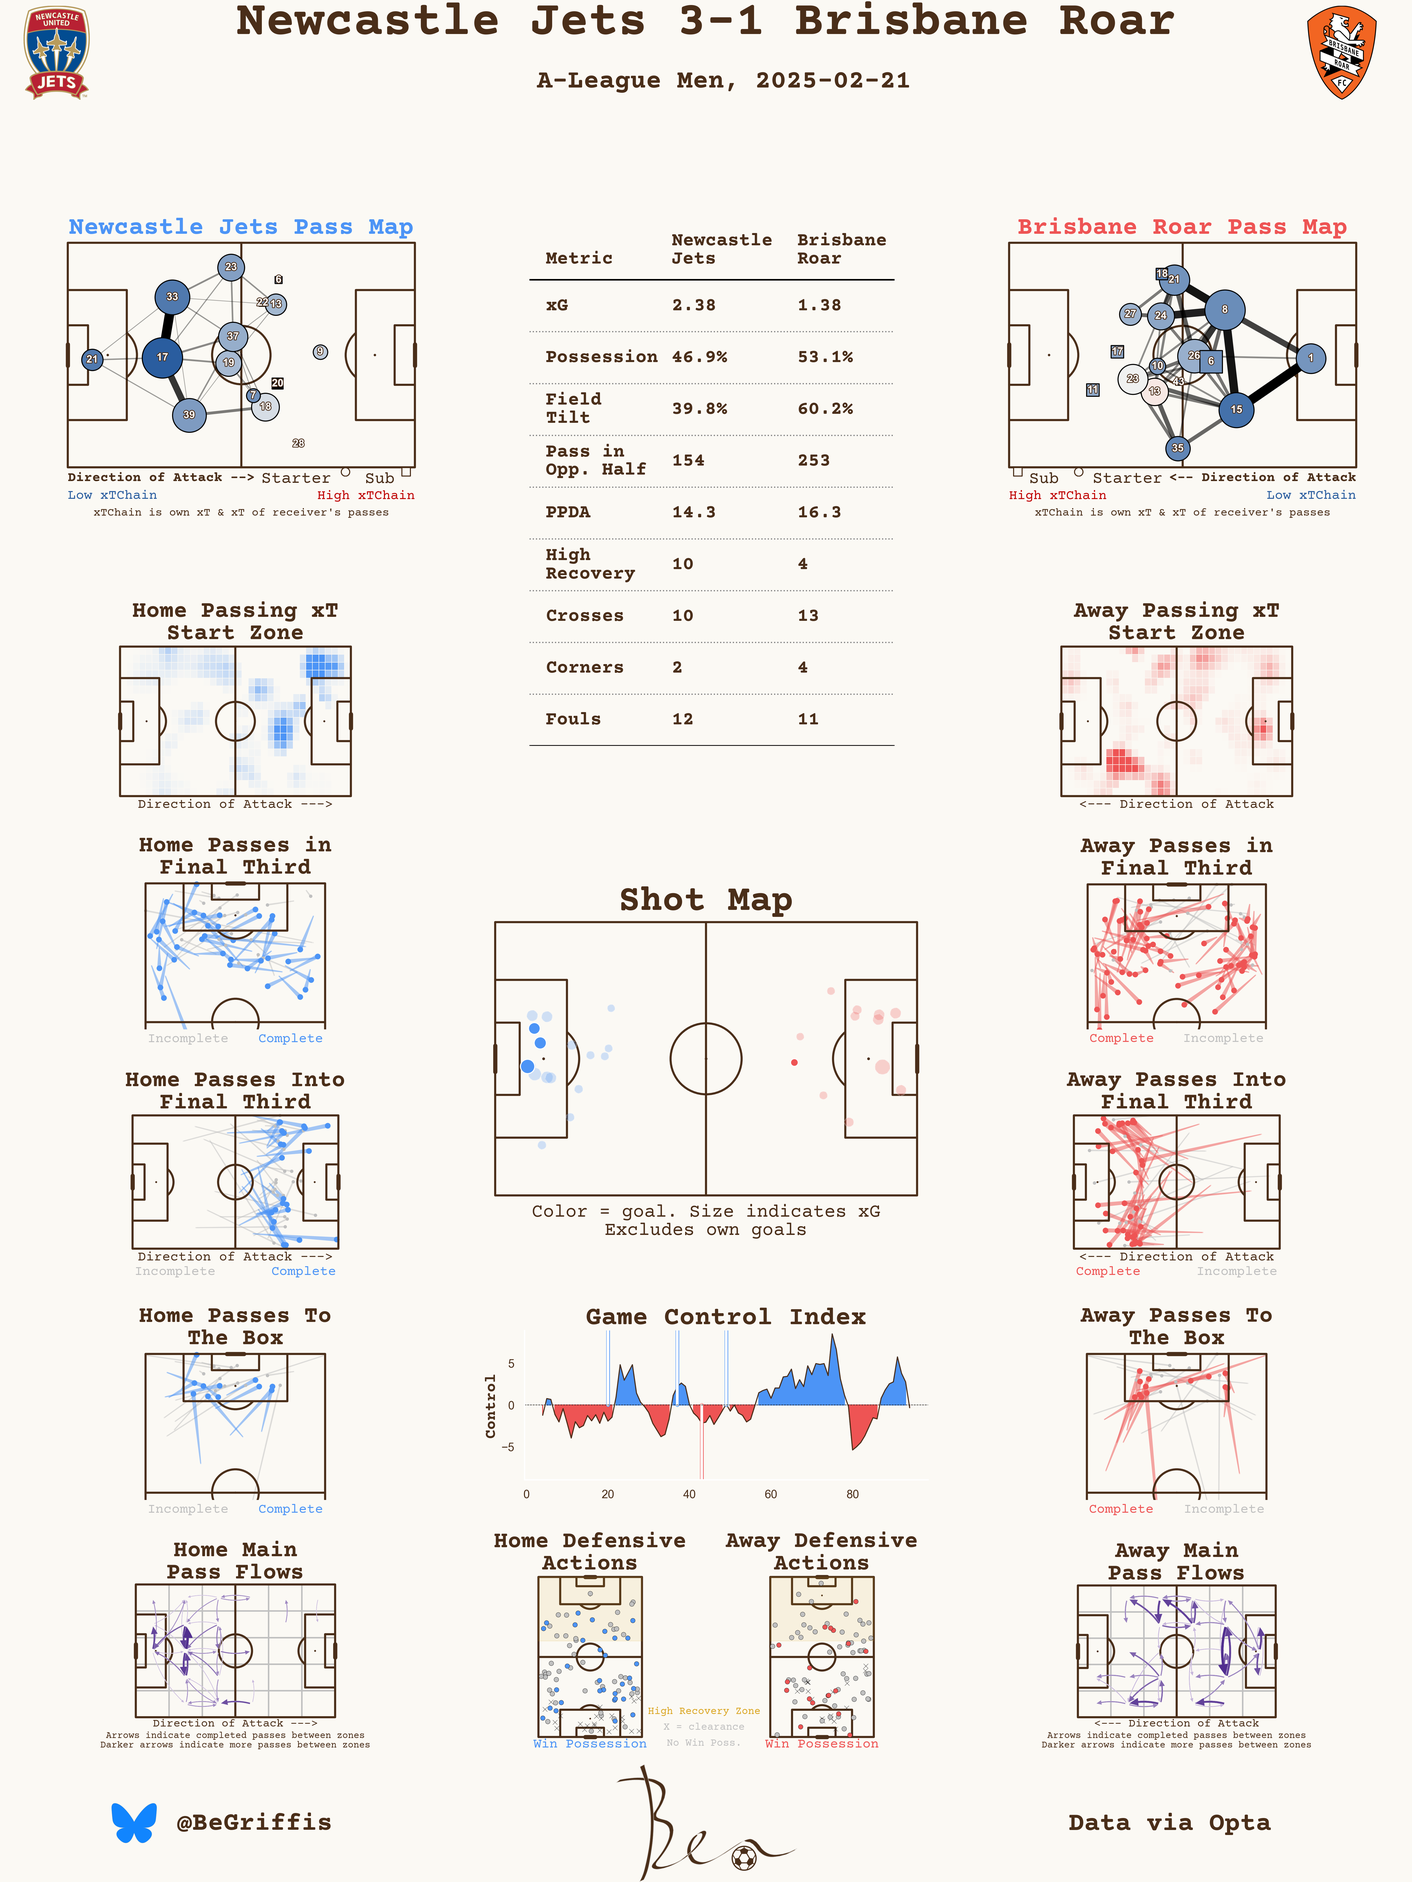 Newcastle Jets 3-1 Brisbane Roar
A-League Men, 2025-02-21
NEWCASTLE
UNITED
JETS
BRISBANE
ROAR
FC
Newcastle Jets Pass Map
23
6
33
22
13
37
21
17
19
9
20
7
18
39
28
Direction of Attack --> Starter Sub
Low xTChain High xTChain
xTChain is own xT & xT of receiver's passes
Metric Newcastle Jets Brisbane Roar
xG 2.38 1.38
Possession 46.9% 53.1%
Field Tilt 39.8% 60.2%
Pass in Opp. Half 154 253
PPDA 14.3 16.3
High Recovery 10 4
Crosses 10 13
Corners 2 4
Fouls 12 11
Brisbane Roar Pass Map
18
21
27
24
8
17
26
6
1
10
23
43
11
13
15
35
Sub Starter <-- Direction of Attack
High xTChain Low xTChain
xTChain is own xT & xT of receiver's passes
Home Passing xT
Start Zone
Direction of Attack --->
Away Passing xT
Start Zone
<--- Direction of Attack
Home Passes in
Final Third
Incomplete Complete
Shot Map
Color = goal. Size indicates xG
Excludes own goals
Away Passes in
Final Third
Complete Incomplete
Home Passes Into
Final Third
Direction of Attack --->
Incomplete Complete
Away Passes Into
Final Third
<--- Direction of Attack
Complete Incomplete
Home Passes To
The Box
Incomplete Complete
Game Control Index
Control
5
0
−5
0 20 40 60 80
Away Passes To
The Box
Complete Incomplete
Home Main
Pass Flows
Direction of Attack --->
Arrows indicate completed passes between zones
Darker arrows indicate more passes between zones
Home Defensive
Actions
Win Possession
Away Defensive
Actions
Win Possession
High Recovery Zone
X = clearance
No Win Poss.
Away Main
Pass Flows
<--- Direction of Attack
Arrows indicate completed passes between zones
Darker arrows indicate more passes between zones
@BeGriffis
Ben
Data via Opta